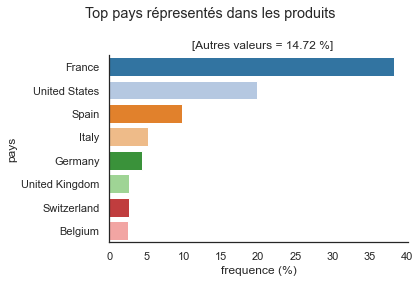 Top pays répresentés dans les produits
[Autres valeurs = 14.72 %]
France
United States
Spain
Italy
Germany
United Kingdom
Switzerland
Belgium
pays
0 5 10 15 20 25 30 35 40
frequence (%)